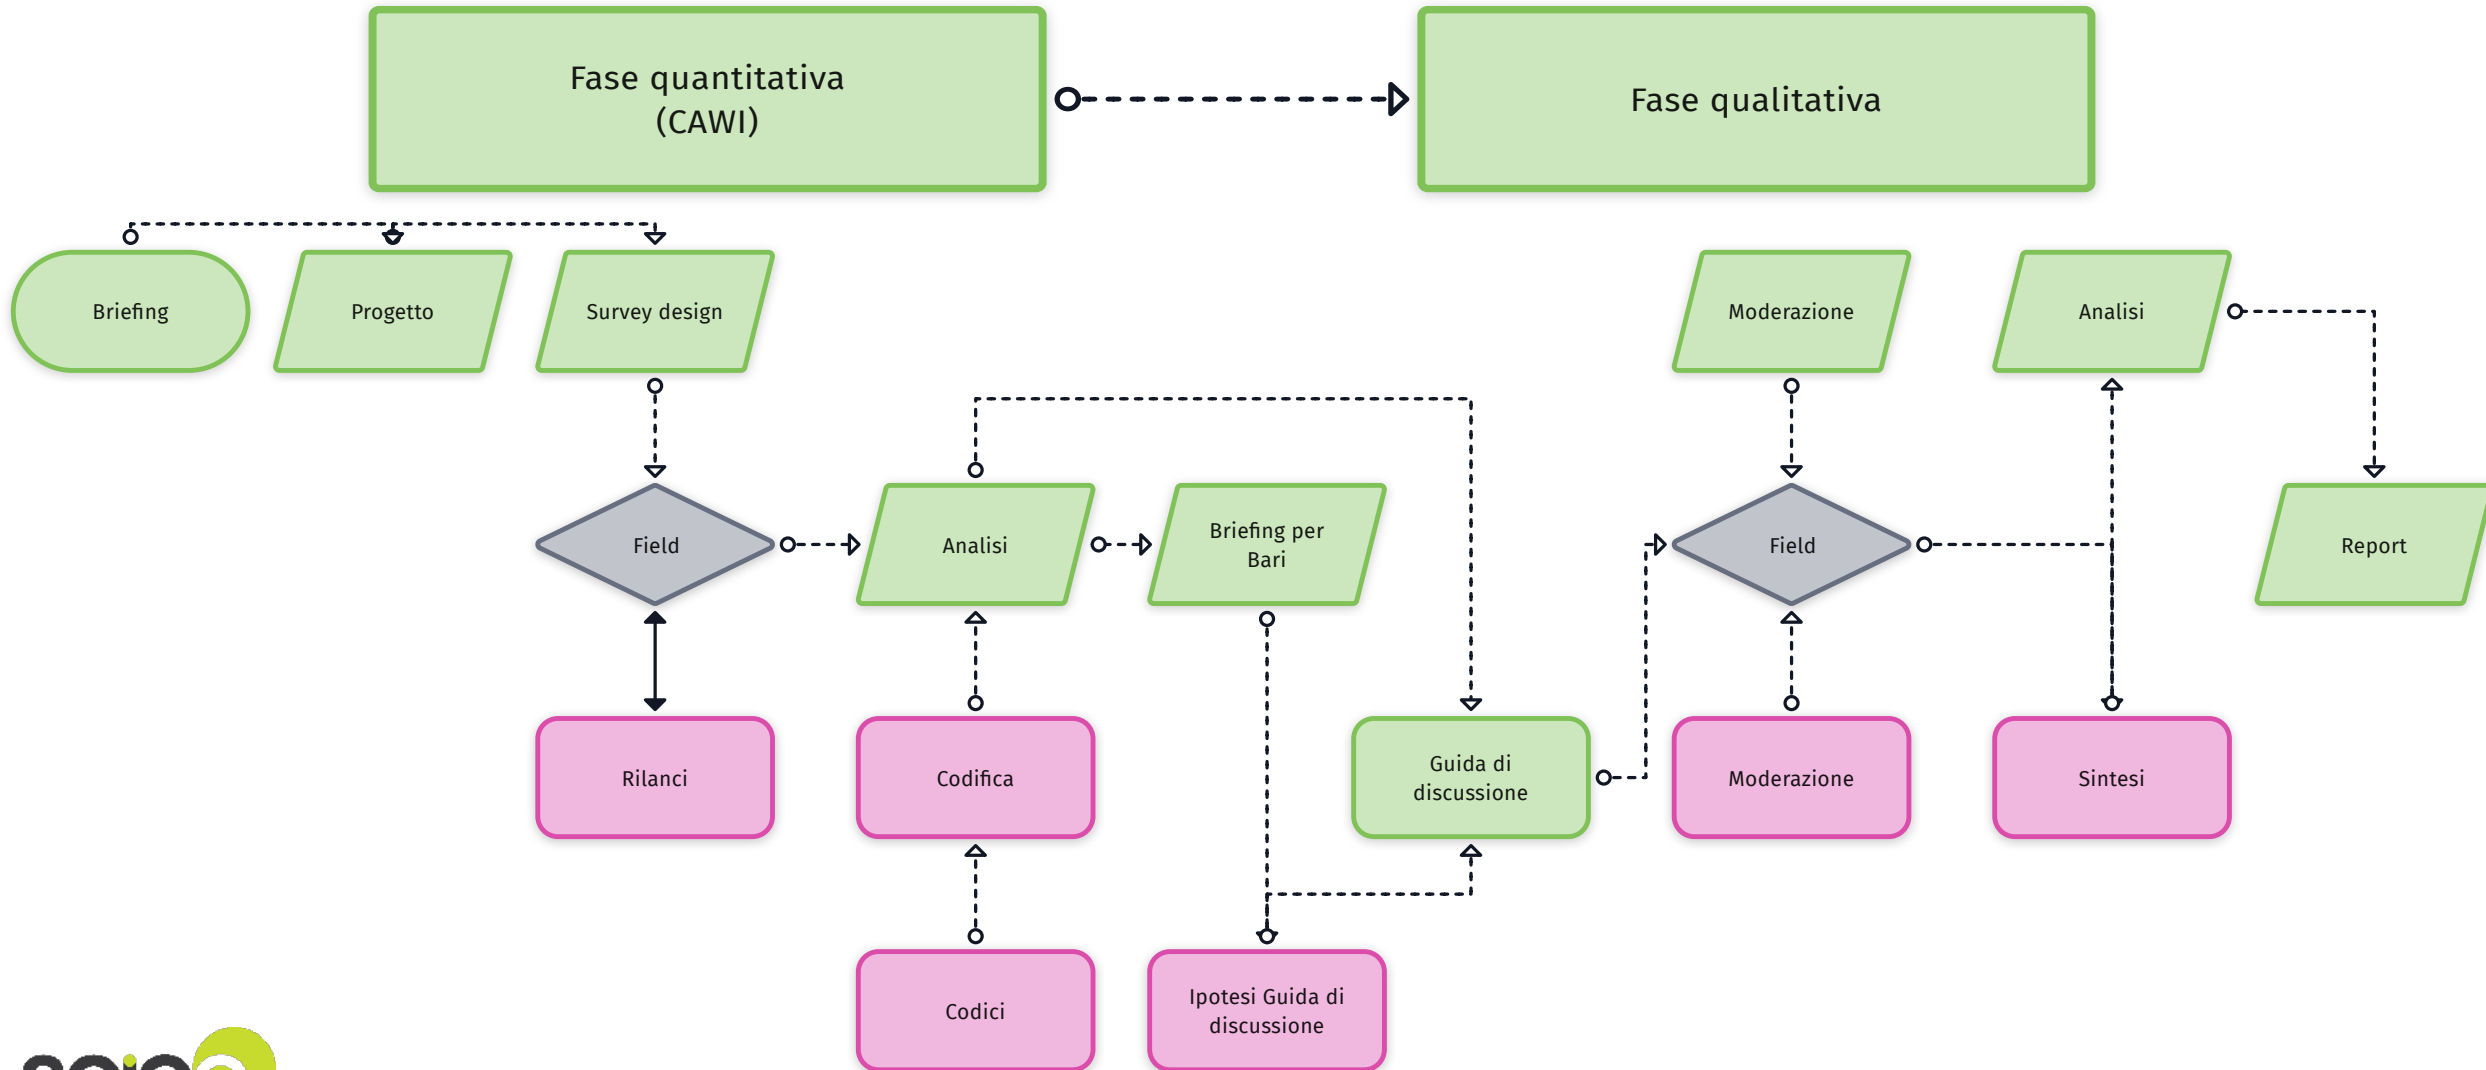 Fase quantitativa
(CAWI)
Fase qualitativa
Briefing
Progetto
Survey design
Moderazione
Analisi
Field
Analisi
Briefing per
Bari
Field
Report
Rilanci
Codifica
Guida di
discussione
Moderazione
Sintesi
Codici
Ipotesi Guida di
discussione